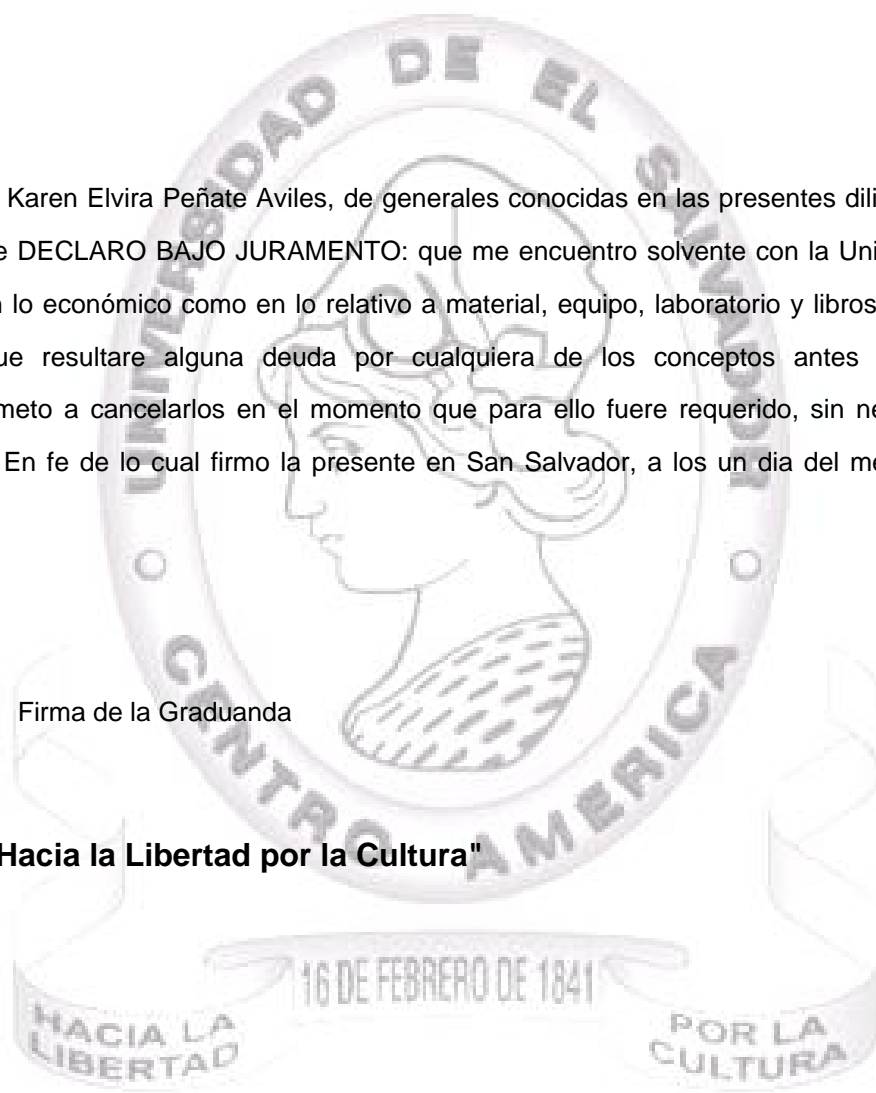 UNIVERSIDAD DE EL SALVADOR
Karen Elvira Peñate Aviles, de generales conocidas en las presentes dili
e DECLARO BAJO JURAMENTO: que me encuentro solvente con la Uni
n lo económico como en lo relativo a material, equipo, laboratorio y libros
ue resultare alguna deuda por cualquiera de los conceptos antes
meto a cancelarlos en el momento que para ello fuere requerido, sin ne
En fe de lo cual firmo la presente en San Salvador, a los un dia del me
Firma de la Graduanda
CENTRO AMERICA
Hacia la Libertad por la Cultura"
16 DE FEBRERO DE 1841
HACIA LA
LIBERTAD
POR LA
CULTURA